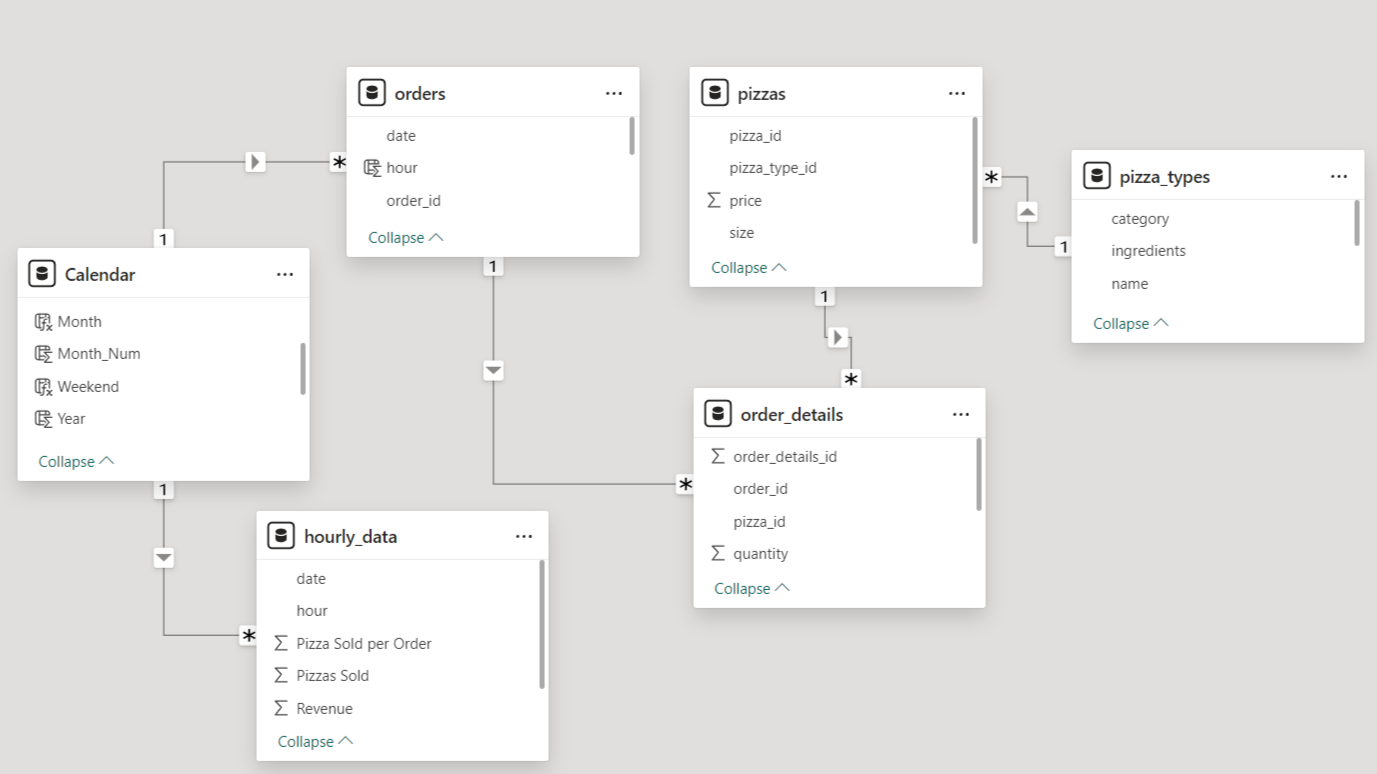 orders
date
hour
order_id
Collapse
pizzas
pizza_id
pizza_type_id
price
size
Collapse
pizza_types
category
ingredients
name
Collapse
Calendar
Month
Month_Num
Weekend
Year
Collapse
order_details
order_details_id
order_id
pizza_id
quantity
Collapse
hourly_data
date
hour
Pizza Sold per Order
Pizzas Sold
Revenue
Collapse
1
*
1
*
1
*
1
*
1
*